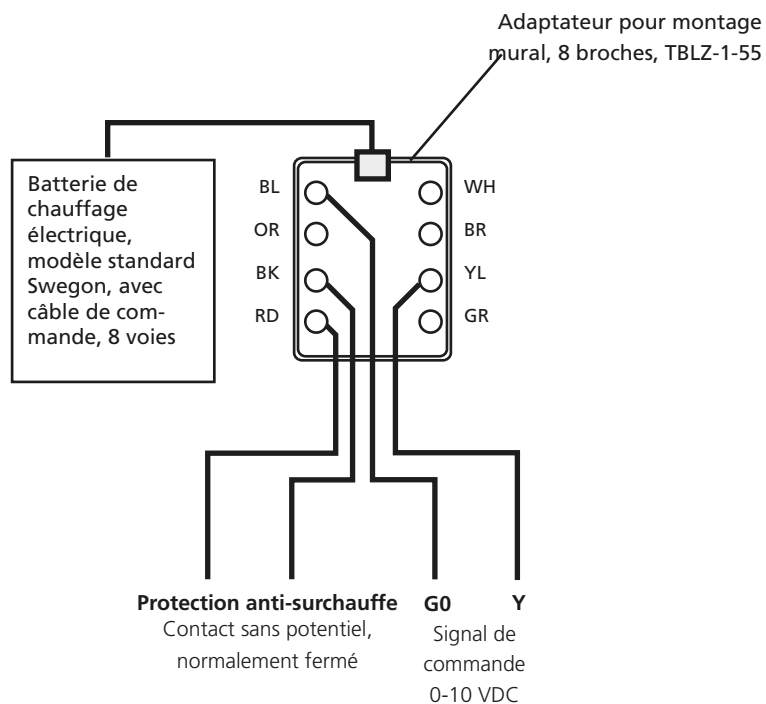 Adaptateur pour montage
mural, 8 broches, TBLZ-1-55
Batterie de
chauffage
électrique,
modèle standard
Swegon, avec
câble de com-
mande, 8 voies
BL
WH
OR
BR
BK
YL
RD
GR
Protection anti-surchauffe
Contact sans potentiel,
normalement fermé
G0
Y
Signal de
commande
0-10 VDC